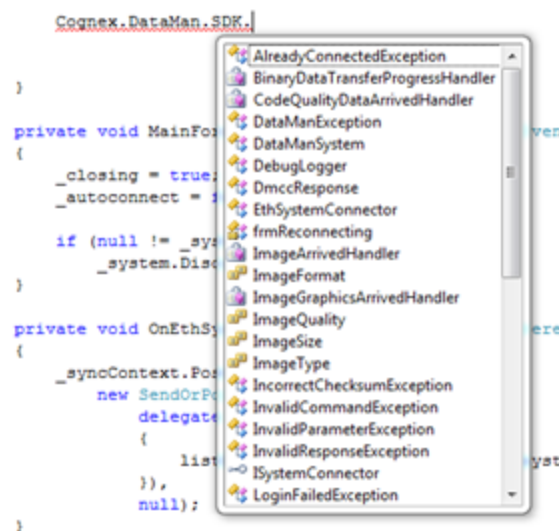 Cognex.DataMan.SDK.
AlreadyConnectedException
BinaryDataTransferProgressHandler
}
CodeQualityDataArrivedHandler
DataManException
private void MainFor
DataManSystem
{
DebugLogger
_closing = true;
DmccResponse
_autoconnect =
EthSystemConnector
frmReconnecting
if (null != _sys
ImageArrivedHandler
_system.Disc
ImageFormat
}
ImageGraphicsArrivedHandler
ImageQuality
private void OnEthSy
ImageSize
{
ImageType
_syncContext.Pos
IncorrectChecksumException
new SendOrPo
InvalidCommandException
delegate
InvalidParameterException
{
InvalidResponseException
list
ISystemConnector
}),
LoginFailedException
null);
}